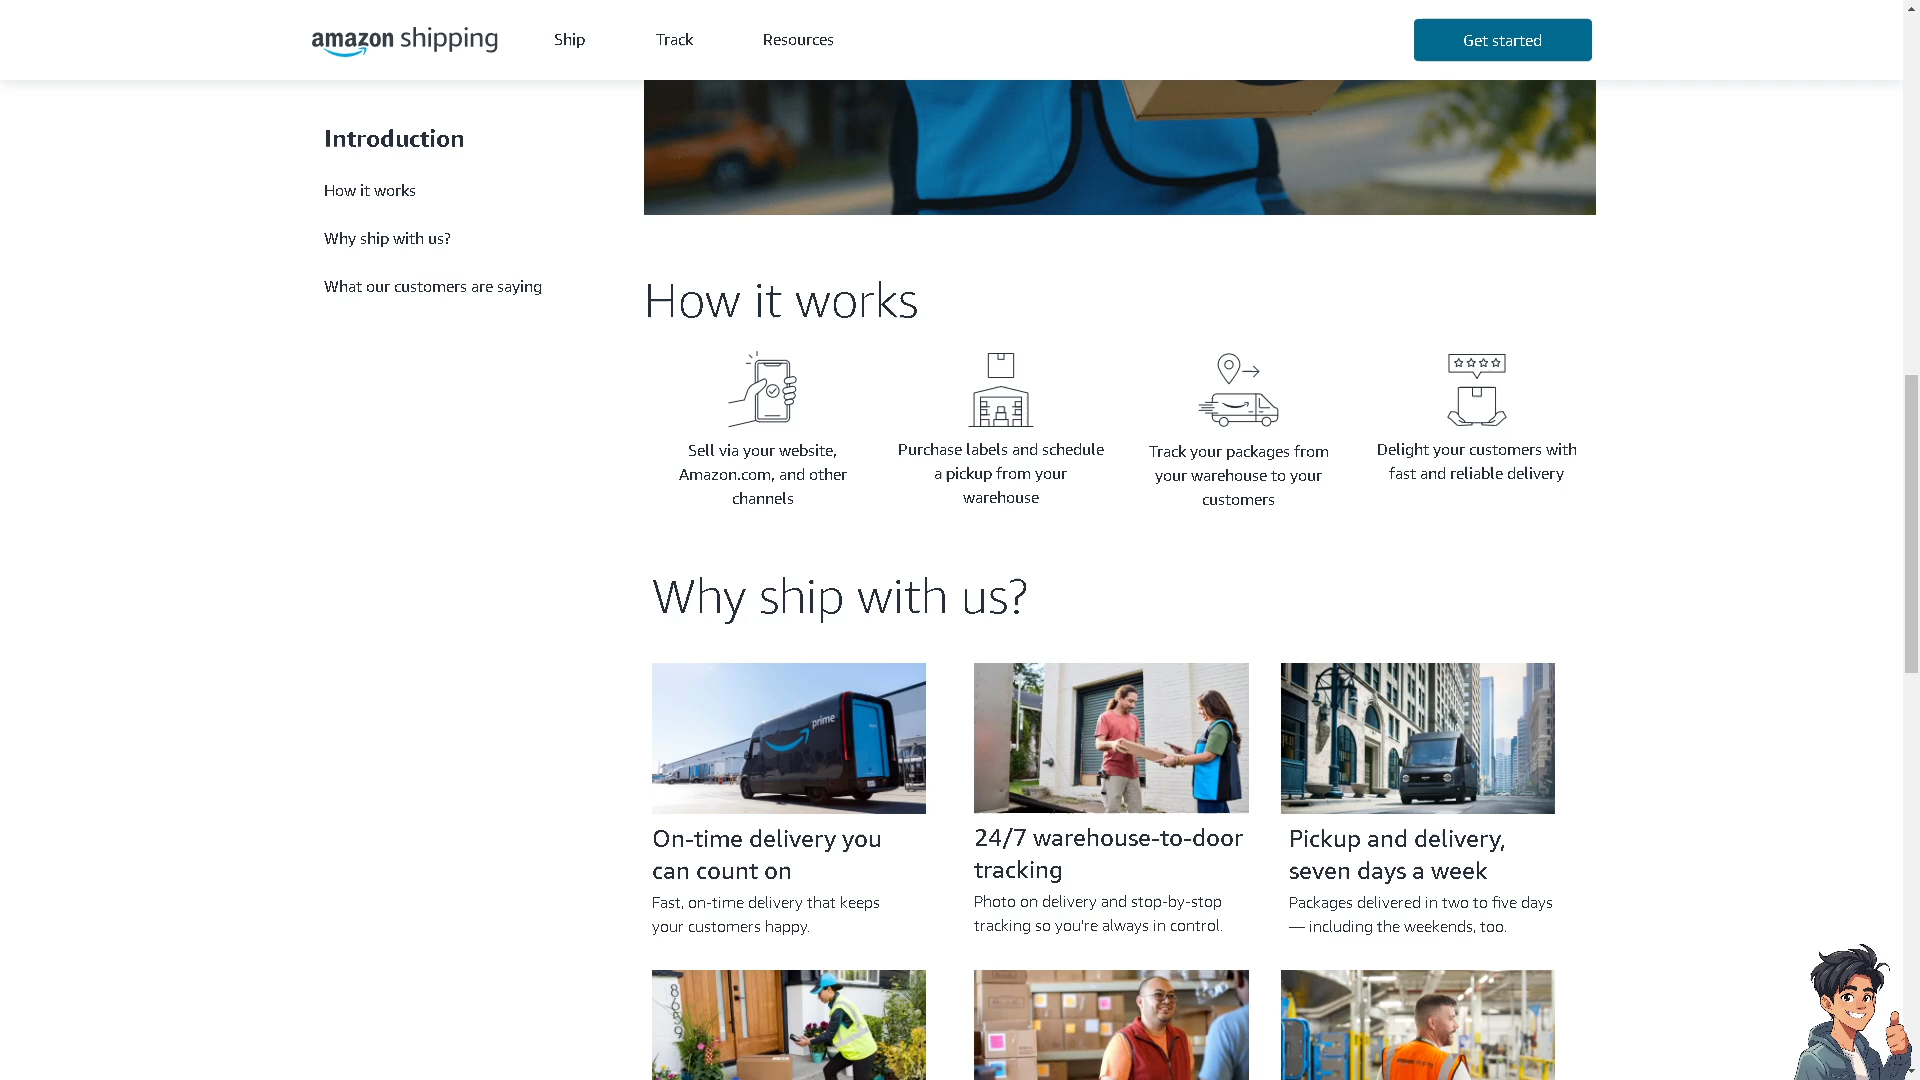 amazon shipping
Ship
Track
Resources
Get started
Introduction
How it works
Why ship with us?
What our customers are saying
How it works
Sell via your website,
Amazon.com, and other
channels
Purchase labels and schedule
a pickup from your
warehouse
Track your packages from
your warehouse to your
customers
Delight your customers with
fast and reliable delivery
Why ship with us?
prime
On-time delivery you
can count on
Fast, on-time delivery that keeps
your customers happy.
24/7 warehouse-to-door
tracking
Photo on delivery and stop-by-stop
tracking so you're always in control.
Pickup and delivery,
seven days a week
Packages delivered in two to five days
— including the weekends, too.
8659